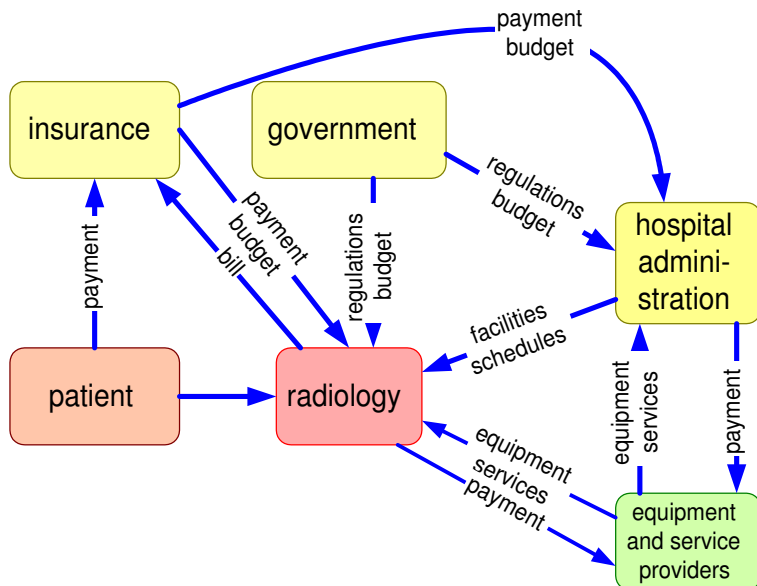 payment
budget
insurance
government
payment
budget
bill
regulations
budget
regulations
budget
hospital
admini-
stration
payment
facilities
schedules
patient
radiology
equipment
services
payment
equipment
services
payment
equipment
and service
providers